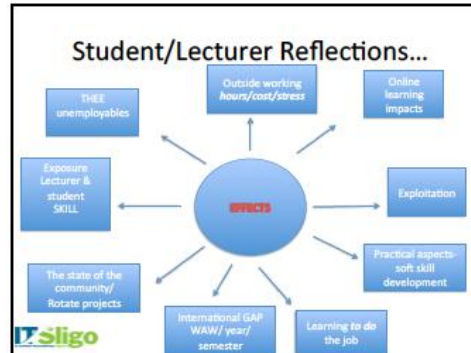 Student/Lecturer Reflections...
THEE
unemployables
Outside working
hours/cost/stress
Online
learning
impacts
Exposure
Lecturer &
student
SKILL
EFFECTS
Exploitation
The state of the
community/
Rotate projects
International GAP
WAW/ year/
semester
Learning to do
the job
Practical aspects-
soft skill
development
IT Sligo